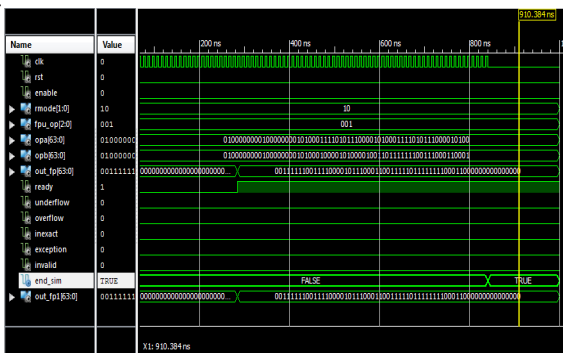 910.384 ns
Name
Value
200 ns
400 ns
600 ns
800 ns
clk
0
rst
0
enable
0
rmode[1:0]
10
10
fpu_op[2:0]
001
001
opa[63:0]
01000000
opb[63:0]
01000000
out_fp[63:0]
00111111
ready
1
underflow
0
overflow
0
inexact
0
exception
0
invalid
0
end_sim
TRUE
FALSE
TRUE
out_fp1[63:0]
00111111
X1: 910.384 ns